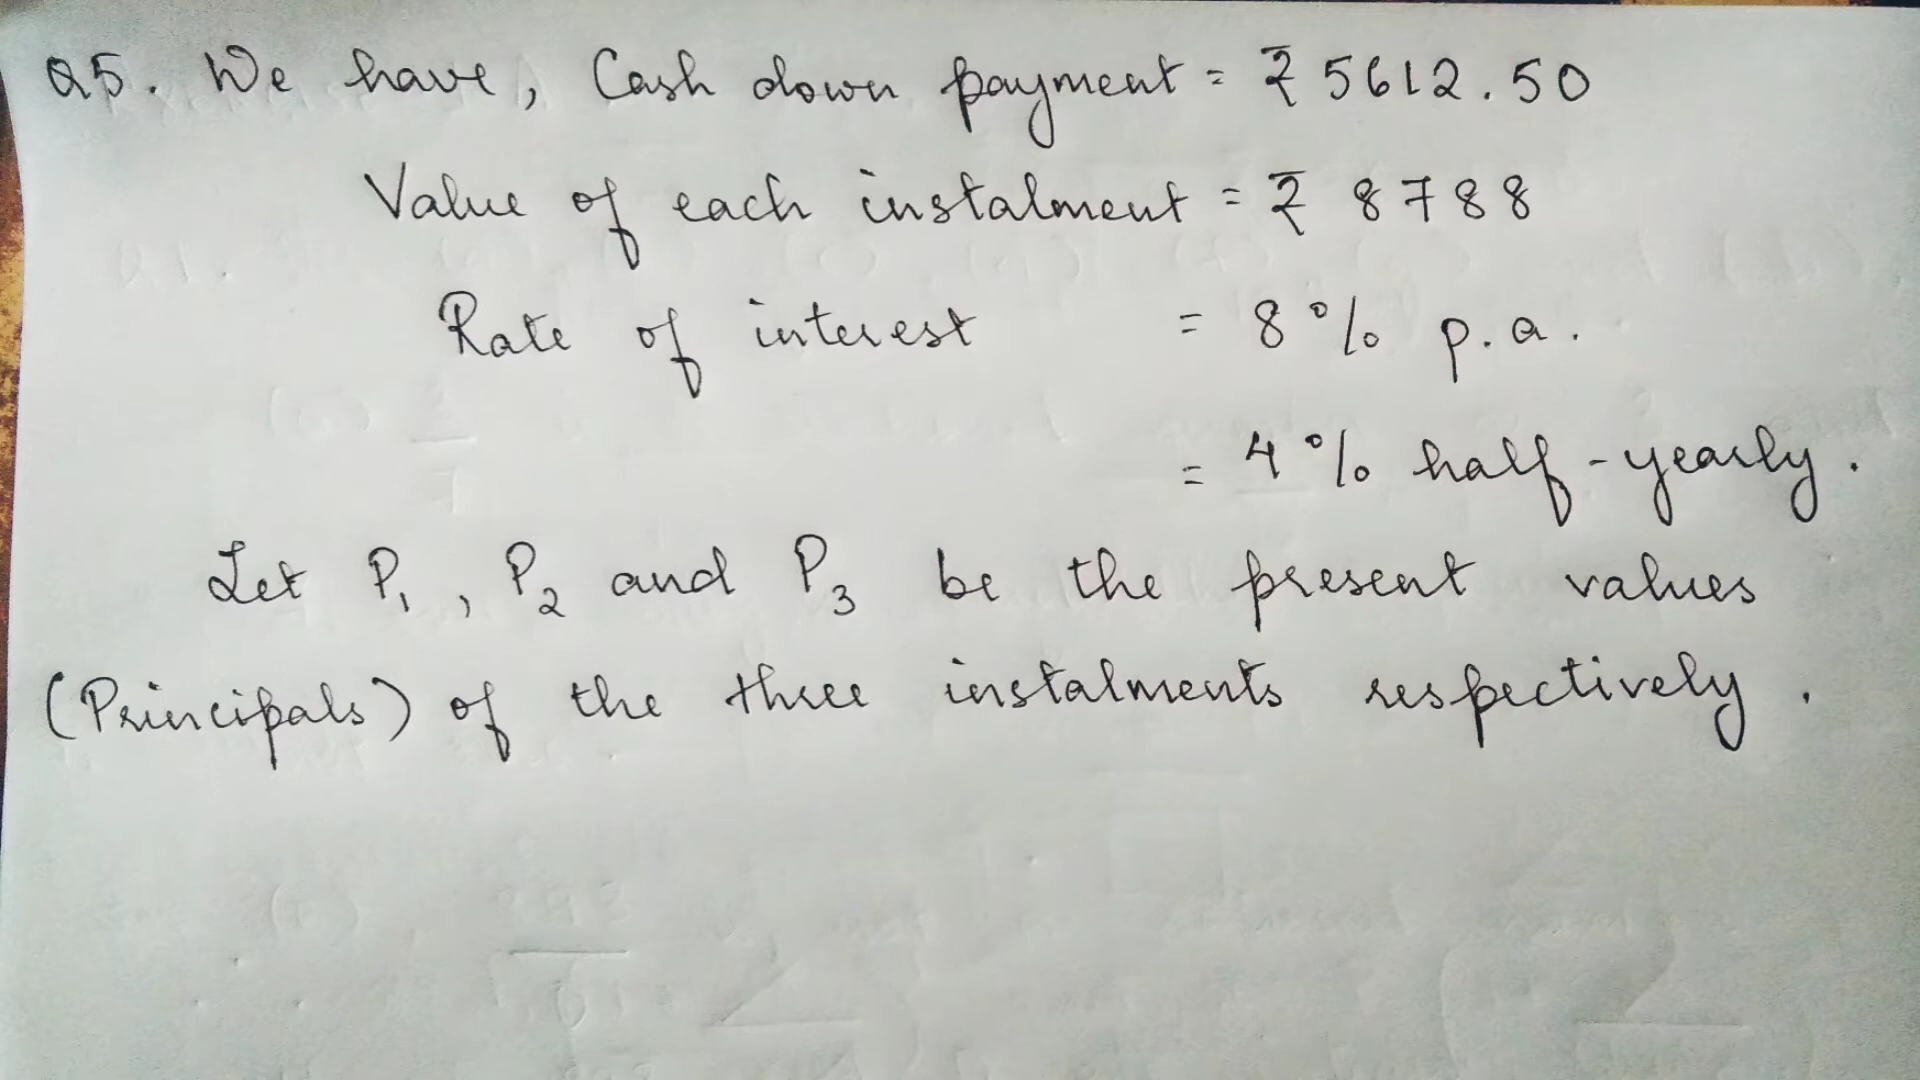 Q5. We have, Cash down payment = ₹ 5612.50
Value of each instalment = ₹ 8788
Rate of interest = 8% p.a.
= 4% half-yearly.
Let P₁, P₂ and P₃ be the present values
(Principals) of the three instalments respectively.